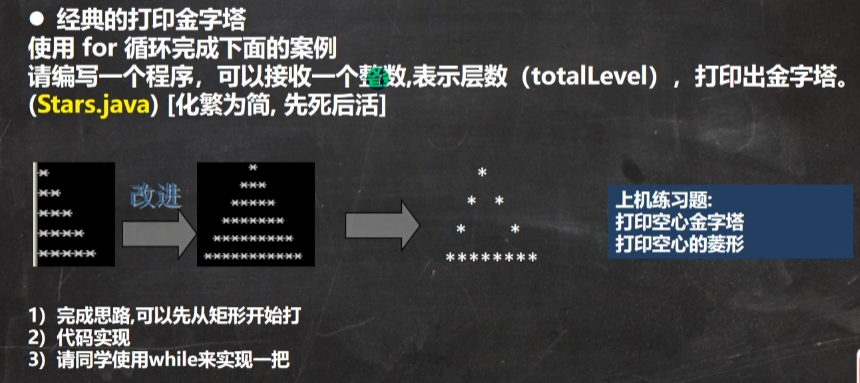 ● 经典的打印金字塔
使用 for 循环完成下面的案例
请编写一个程序，可以接收一个整数,表示层数（totalLevel），打印出金字塔。
(Stars.java) [化繁为简, 先死后活]
*
**
***
****
*****
改进
*
***
*****
*******
*********
***********
*
* *
* *
********
上机练习题:
打印空心金字塔
打印空心的菱形
1）完成思路,可以先从矩形开始打
2）代码实现
3）请同学使用while来实现一把